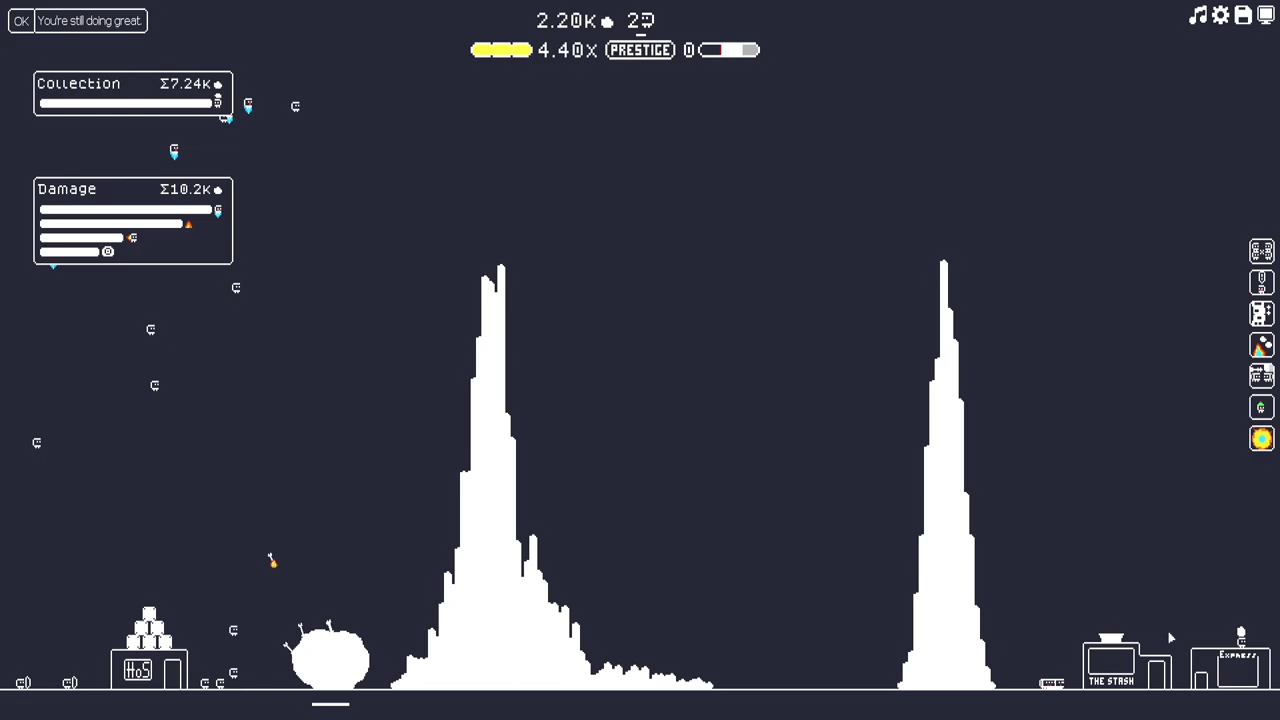 OK You're still doing great.
2.20K 2
4.40X PRESTIGE 0
Collection Σ7.24K
Damage Σ10.2K
HoS
THE STASH
EXPRESS